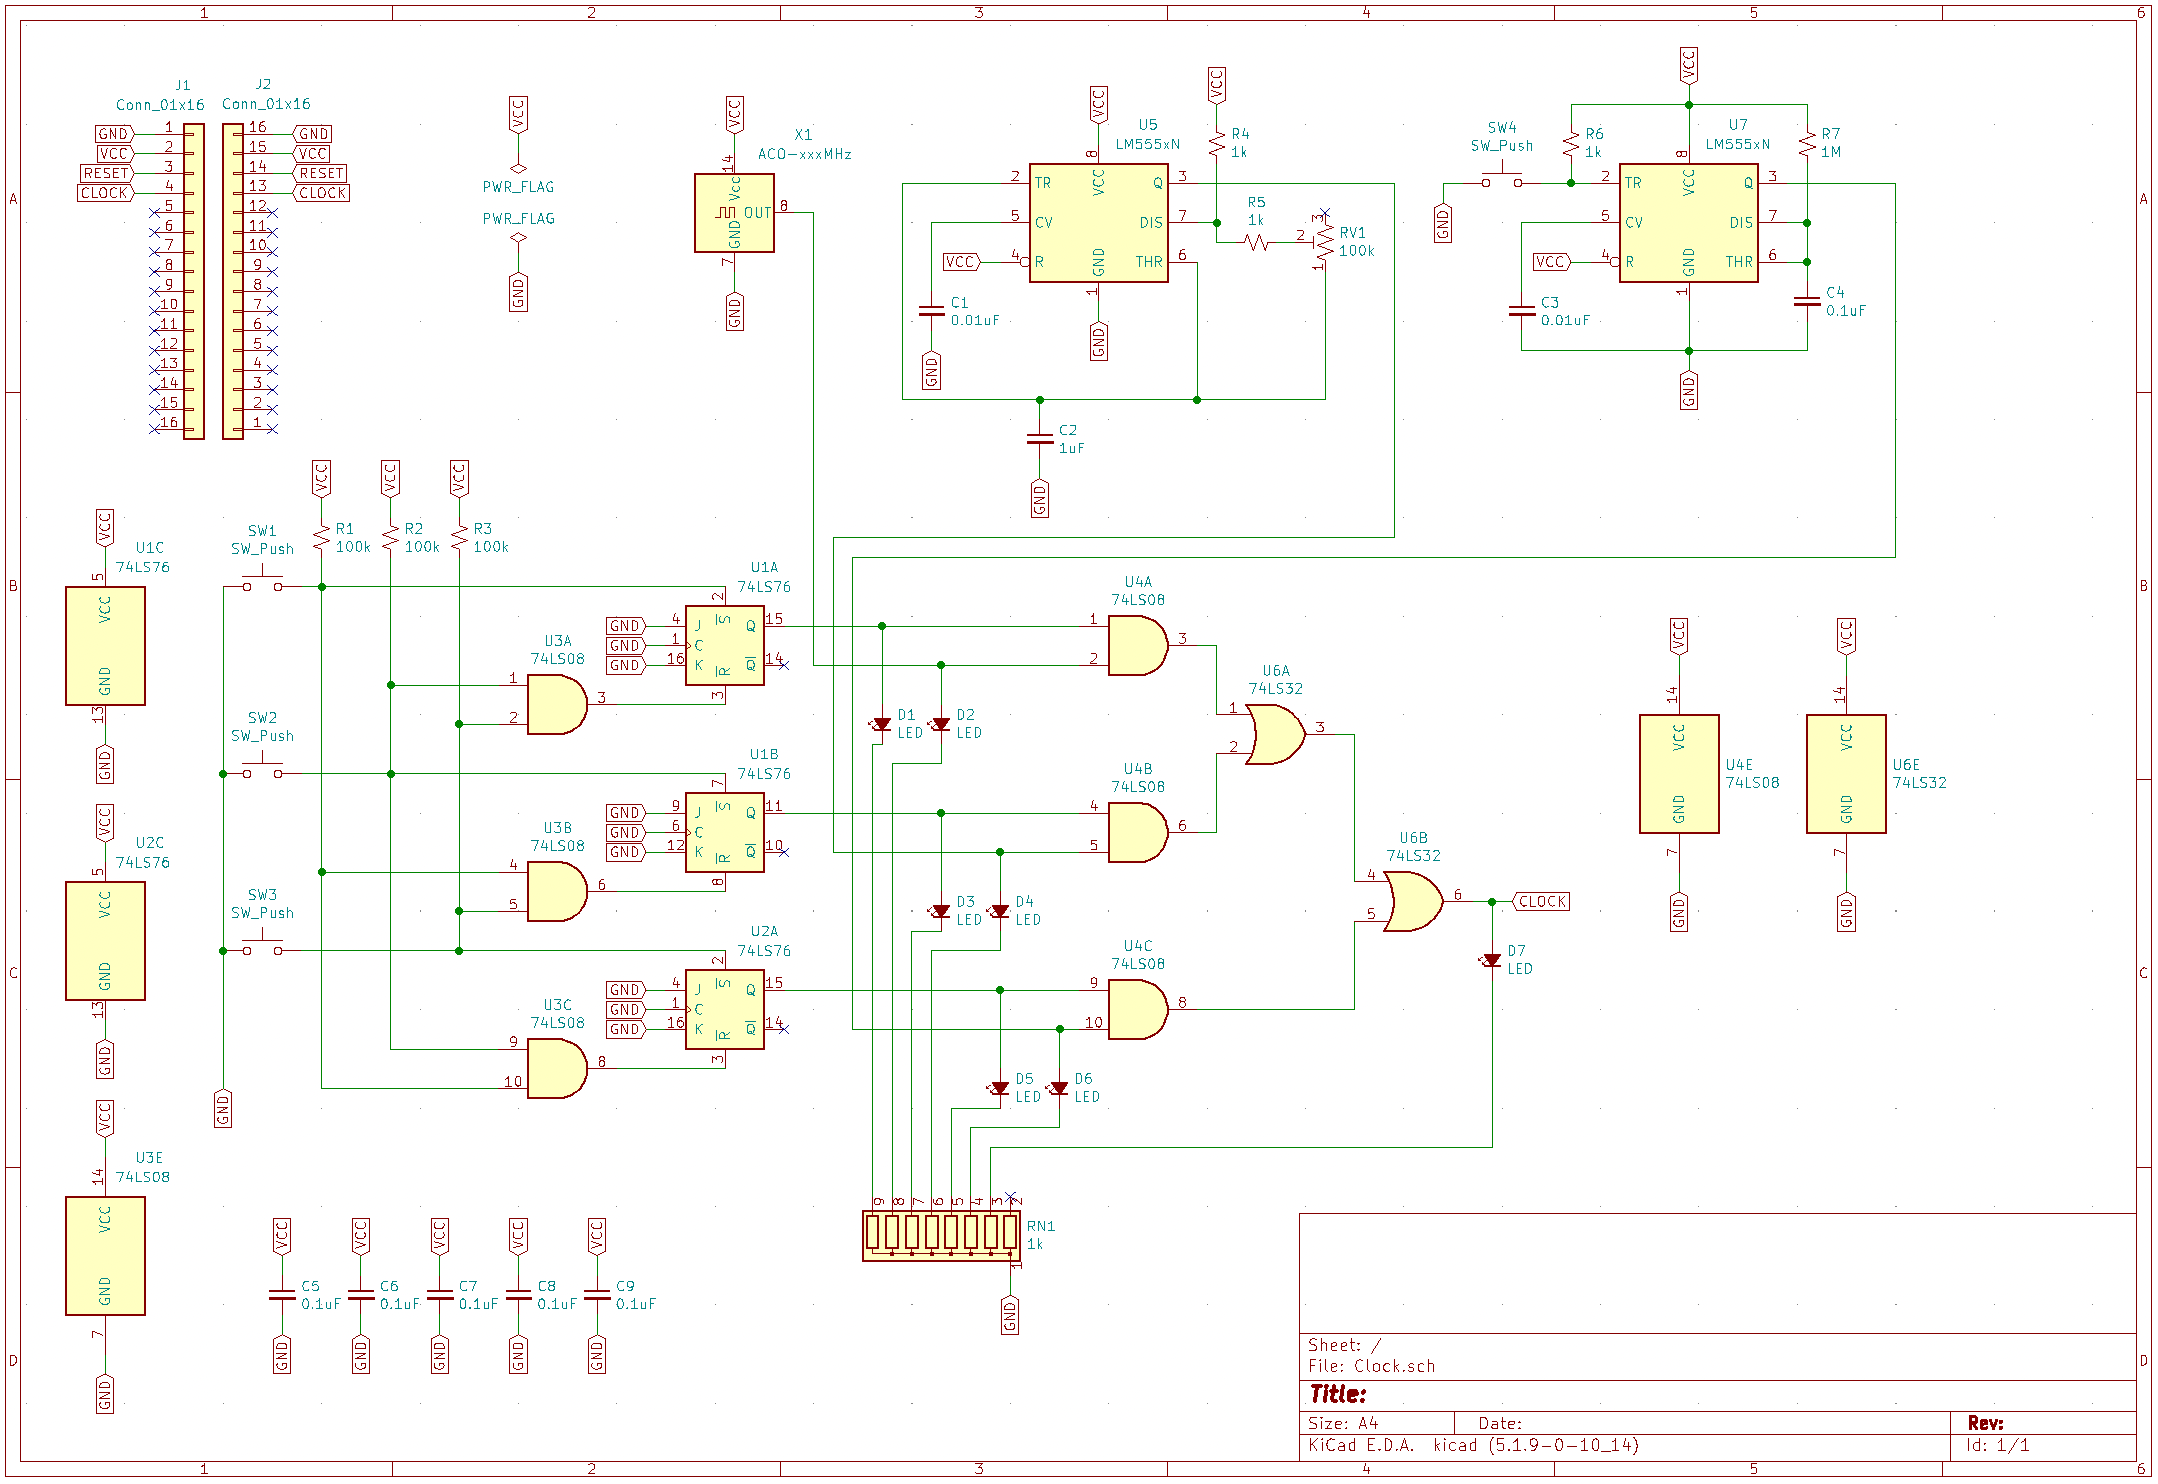 1 2 3 4 5 6
A
B
C
D
A
B
C
D
1 2 3 4 5 6
J1
Conn_01x16
GND 1
VCC 2
RESET 3
CLOCK 4
5
6
7
8
9
10
11
12
13
14
15
16
J2
Conn_01x16
16 GND
15 VCC
14 RESET
13 CLOCK
12
11
10
9
8
7
6
5
4
3
2
1
VCC
PWR_FLAG
PWR_FLAG
GND
VCC
X1
ACO-xxxMHz
14
Vcc
OUT 8
GND
7
GND
VCC
VCC
U5
LM555xN
R4
1k
8
2 TR VCC Q 3
5 CV DIS 7
VCC 4 R GND THR 6
1
GND
R5
1k
3
2
1
RV1
100k
C1
0.01uF
GND
C2
1uF
GND
VCC
SW4
SW_Push
GND
R6
1k
U7
LM555xN
R7
1M
8
2 TR VCC Q 3
5 CV DIS 7
VCC 4 R GND THR 6
1
C3
0.01uF
C4
0.1uF
GND
VCC
U1C
74LS76
5
VCC
GND
13
GND
VCC
U2C
74LS76
5
VCC
GND
13
GND
VCC
U3E
74LS08
14
VCC
GND
7
GND
VCC VCC VCC
R1
100k
R2
100k
R3
100k
SW1
SW_Push
SW2
SW_Push
SW3
SW_Push
GND
U3A
74LS08
1
2
3
U3B
74LS08
4
5
6
U3C
74LS08
9
10
8
U1A
74LS76
2
GND 4 J S Q 15
GND 1 C
GND 16 K R Q 14
3
U1B
74LS76
7
GND 9 J S Q 11
GND 6 C
GND 12 K R Q 10
8
U2A
74LS76
2
GND 4 J S Q 15
GND 1 C
GND 16 K R Q 14
3
U4A
74LS08
1
2
3
D1
LED
D2
LED
U4B
74LS08
4
5
6
D3
LED
D4
LED
U4C
74LS08
9
10
8
D5
LED
D6
LED
U6A
74LS32
1
2
3
U6B
74LS32
4
5
6
CLOCK
D7
LED
VCC
14
VCC
GND
U4E
74LS08
7
GND
VCC
14
VCC
GND
U6E
74LS32
7
GND
9 8 7 6 5 4 3 2
RN1
1k
1
GND
VCC VCC VCC VCC VCC
C5
0.1uF
C6
0.1uF
C7
0.1uF
C8
0.1uF
C9
0.1uF
GND GND GND GND GND
Sheet: /
File: Clock.sch
Title:
Size: A4 Date: Rev:
KiCad E.D.A. kicad (5.1.9-0-10_14) Id: 1/1